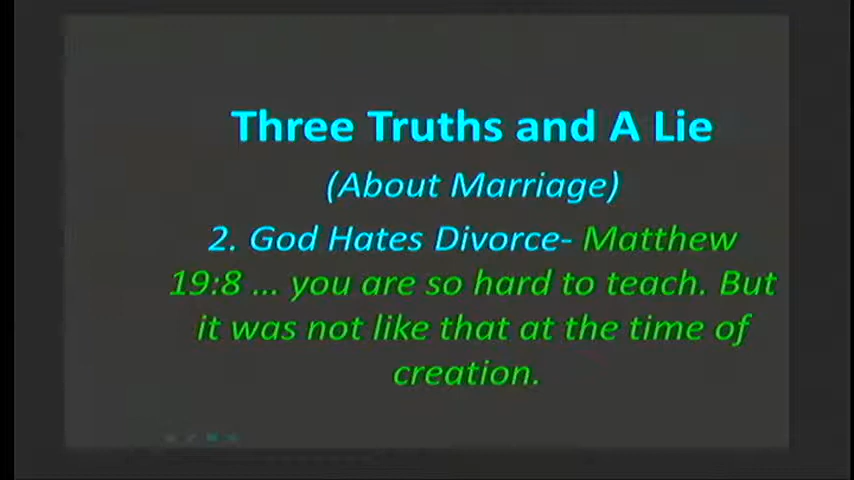 Three Truths and A Lie
(About Marriage)
2. God Hates Divorce- Matthew
19:8 ... you are so hard to teach. But
it was not like that at the time of
creation.